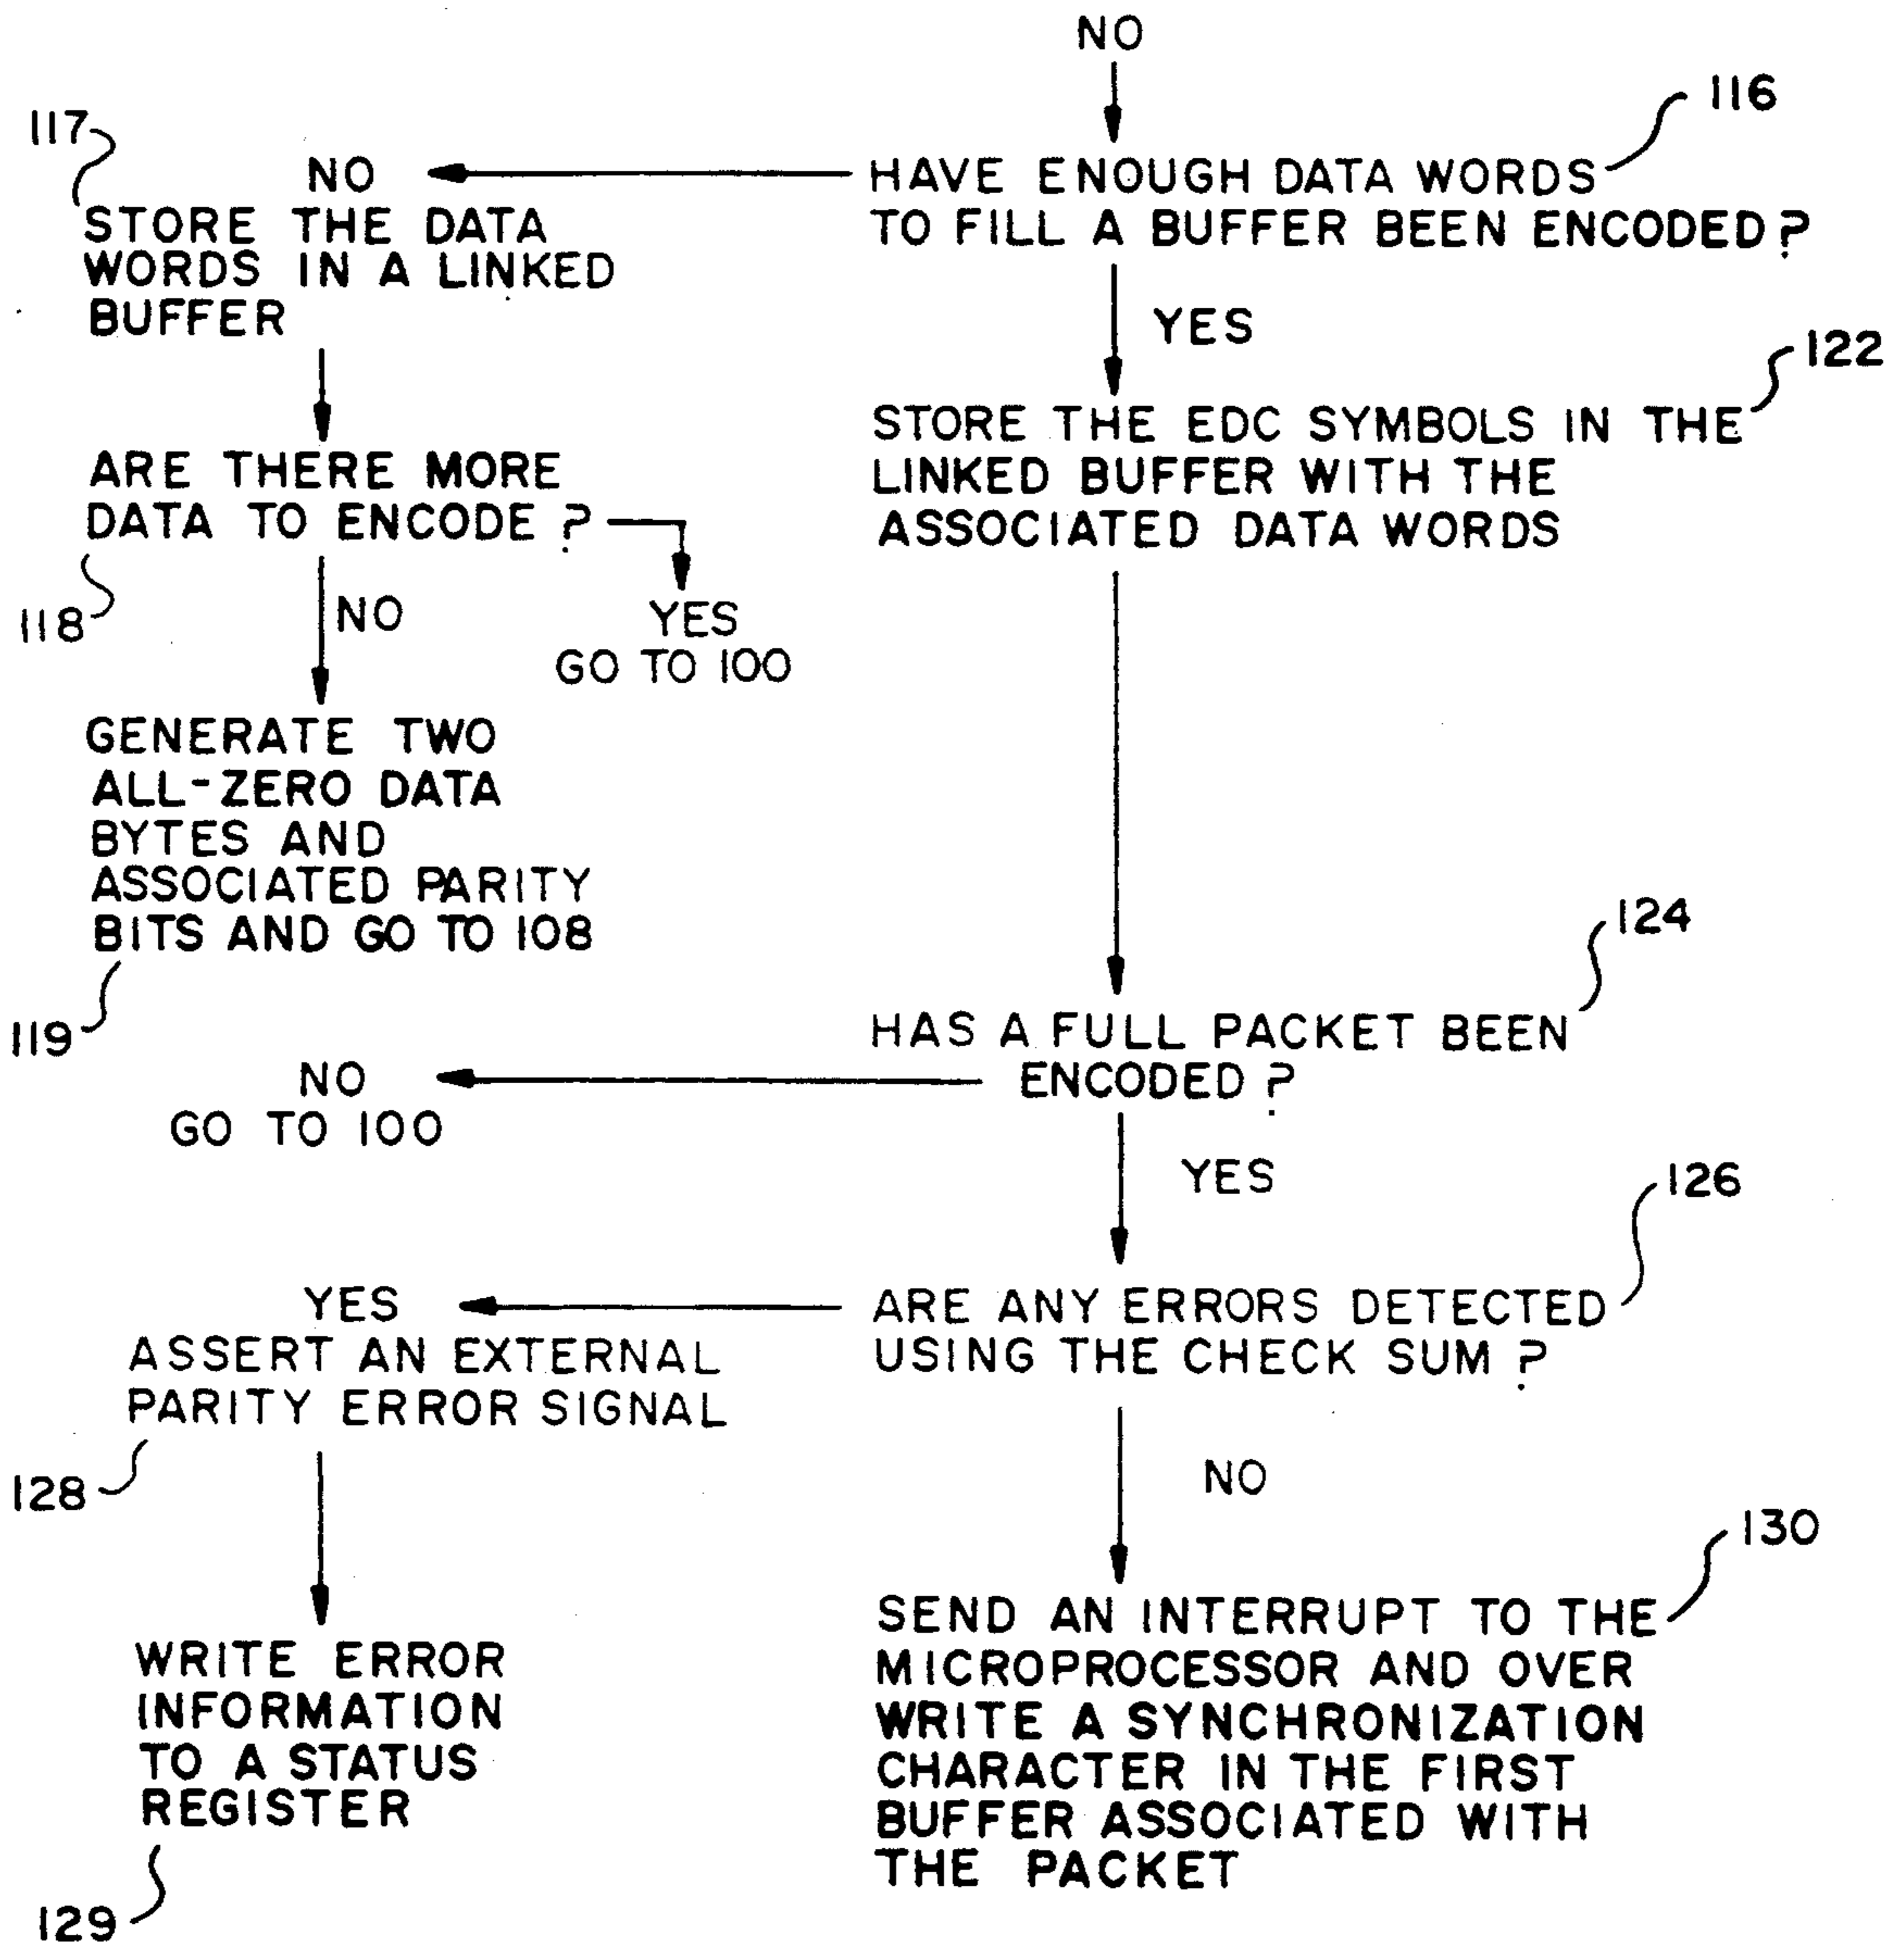 NO
116
HAVE ENOUGH DATA WORDS
TO FILL A BUFFER BEEN ENCODED?
117
NO
STORE THE DATA
WORDS IN A LINKED
BUFFER
YES
122
STORE THE EDC SYMBOLS IN THE
LINKED BUFFER WITH THE
ASSOCIATED DATA WORDS
ARE THERE MORE
DATA TO ENCODE?
118
NO
YES
GO TO 100
GENERATE TWO
ALL-ZERO DATA
BYTES AND
ASSOCIATED PARITY
BITS AND GO TO 108
119
124
HAS A FULL PACKET BEEN
ENCODED?
NO
GO TO 100
YES
126
ARE ANY ERRORS DETECTED
USING THE CHECK SUM?
YES
ASSERT AN EXTERNAL
PARITY ERROR SIGNAL
128
NO
130
SEND AN INTERRUPT TO THE
MICROPROCESSOR AND OVER
WRITE A SYNCHRONIZATION
CHARACTER IN THE FIRST
BUFFER ASSOCIATED WITH
THE PACKET
WRITE ERROR
INFORMATION
TO A STATUS
REGISTER
129